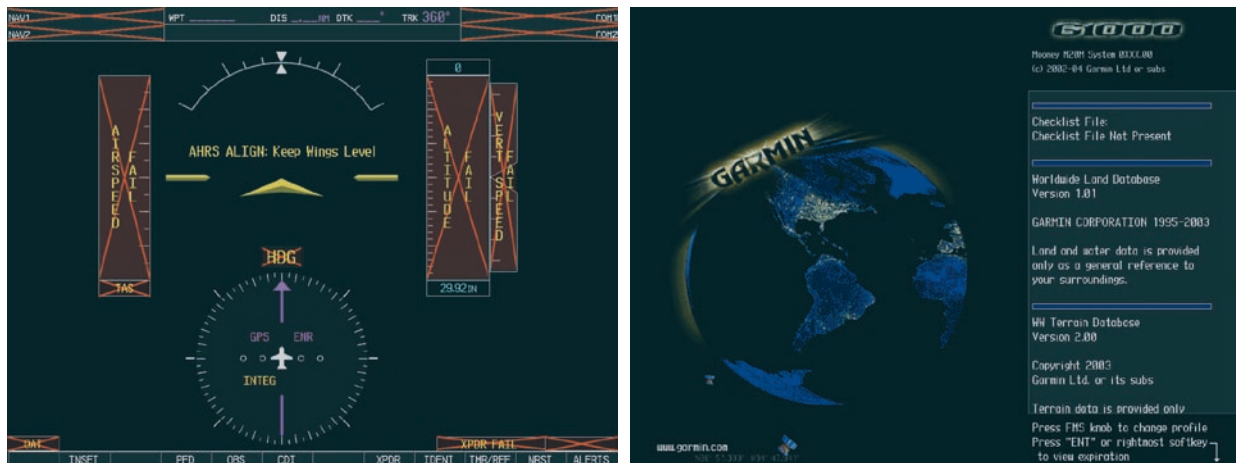 NAV1
NAV2
WPT _______ DIS __._NM DTK ____° TRK 360°
COM1
COM2
0
AIRSPEED FAIL
ALTITUDE FAIL
VERT SPEED FAIL
AHRS ALIGN: Keep Wings Level
TAS
HDG
29.92IN
GPS ENR
INTEG
OAT
XPDR FAIL
INSET PFD OBS CDI XPDR IDENT TMR/REF NRST ALERTS
G1000
Mooney M20M System 0XXX.00
(c) 2002-04 Garmin Ltd or subs
Checklist File:
Checklist File Not Present
Worldwide Land Database
Version 1.01
GARMIN CORPORATION 1995-2003
Land and water data is provided
only as a general reference to
your surroundings.
WW Terrain Database
Version 2.00
Copyright 2003
Garmin Ltd. or its subs
Terrain data is provided only
Press FMS knob to change profile
Press "ENT" or rightmost softkey
to view expiration
GARMIN
www.garmin.com